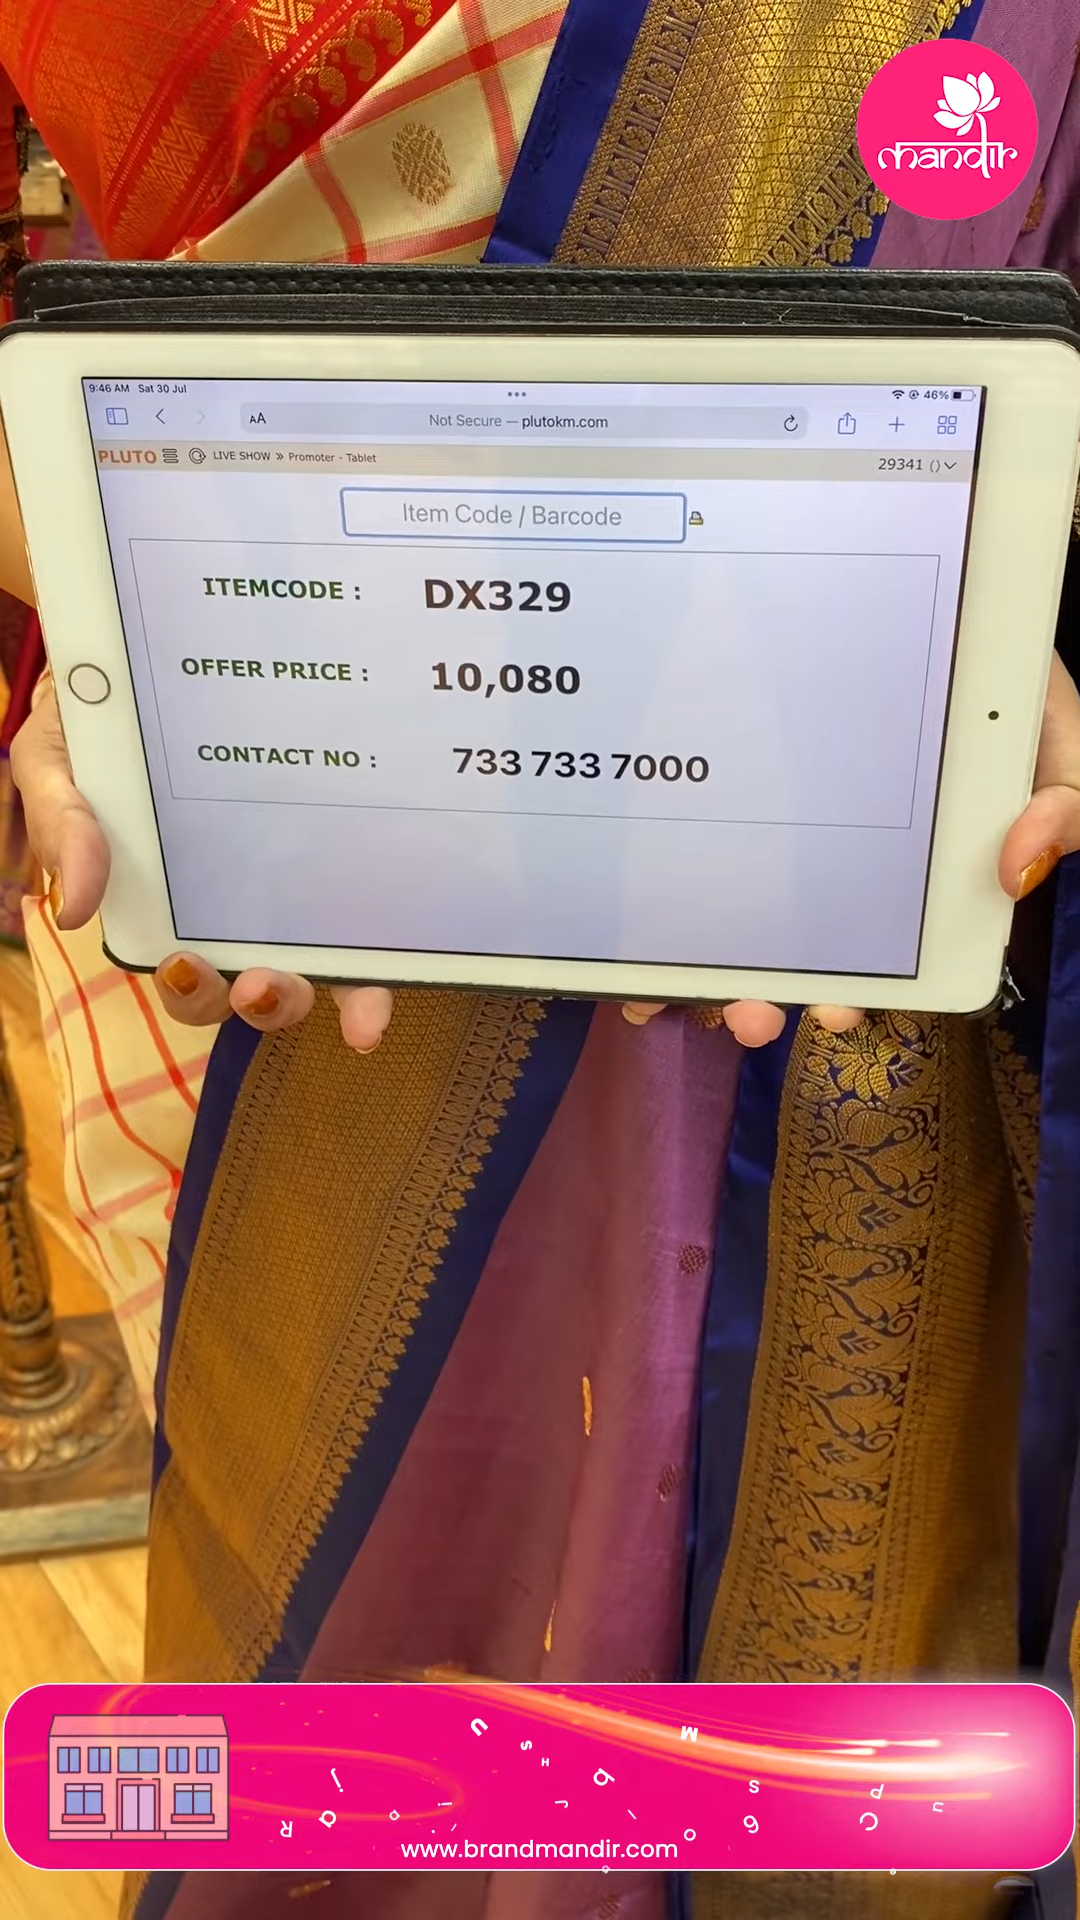 mandir
9:46 AM Sat 30 Jul
46%
AA
Not Secure — plutokm.com
PLUTO
LIVE SHOW » Promoter - Tablet
29341 ()
Item Code / Barcode
ITEMCODE : DX329
OFFER PRICE : 10,080
CONTACT NO : 733 733 7000
www.brandmandir.com